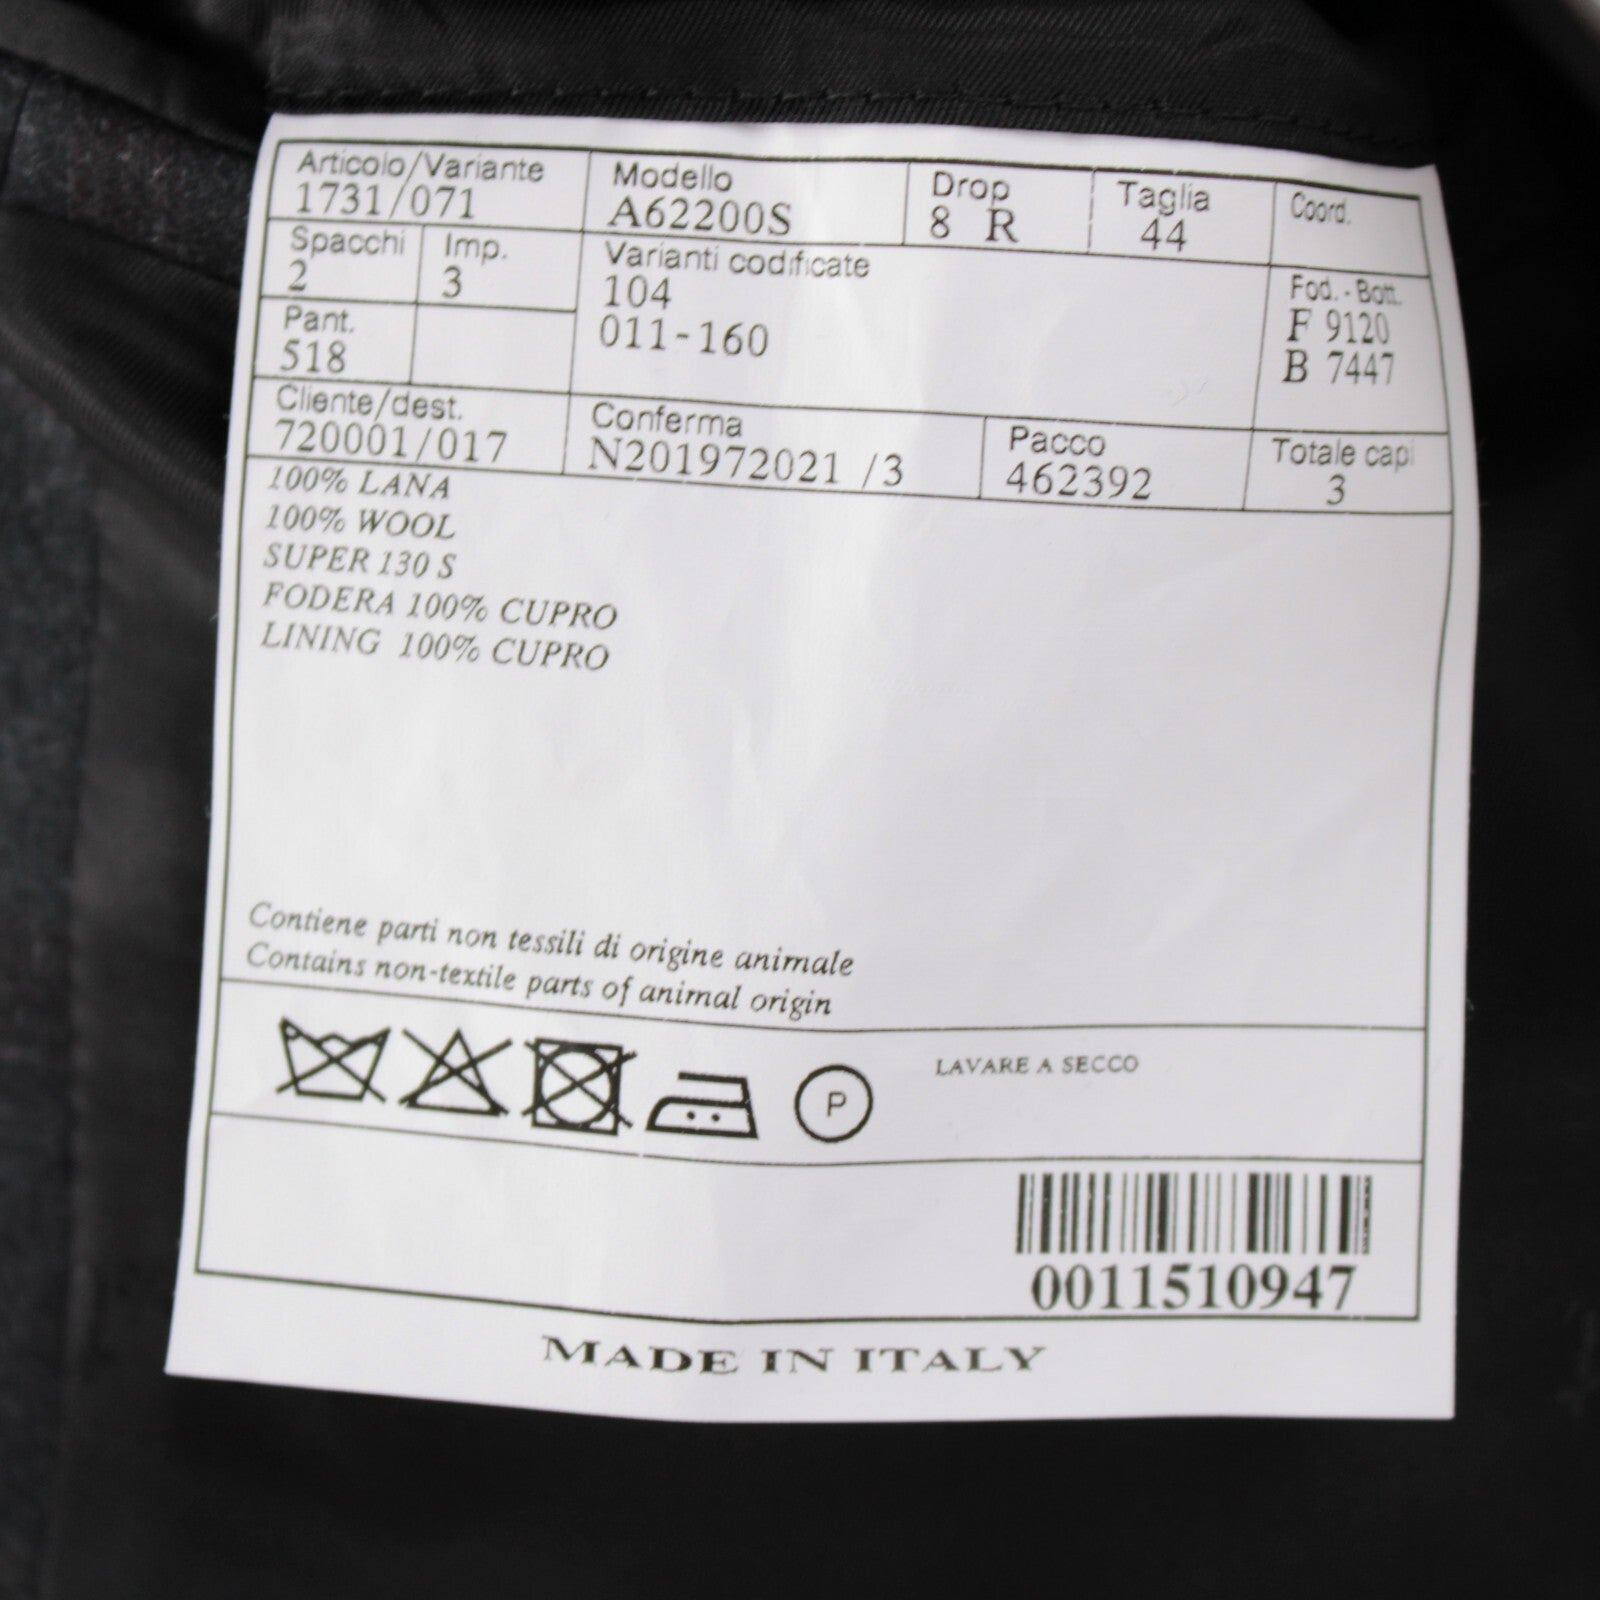 Articolo/Variante Modello Drop Taglia Coord.
1731/071 A62200S 8 R 44
Spacchi Imp. Varianti codificate Fod. - Bott.
2 3 104 F 9120
Pant. 011-160 B 7447
518
Cliente/dest. Conferma Pacco Totale capi
720001/017 N201972021 /3 462392 3
100% LANA
100% WOOL
SUPER 130 S
FODERA 100% CUPRO
LINING 100% CUPRO
Contiene parti non tessili di origine animale
Contains non-textile parts of animal origin
P LAVARE A SECCO
0011510947
MADE IN ITALY